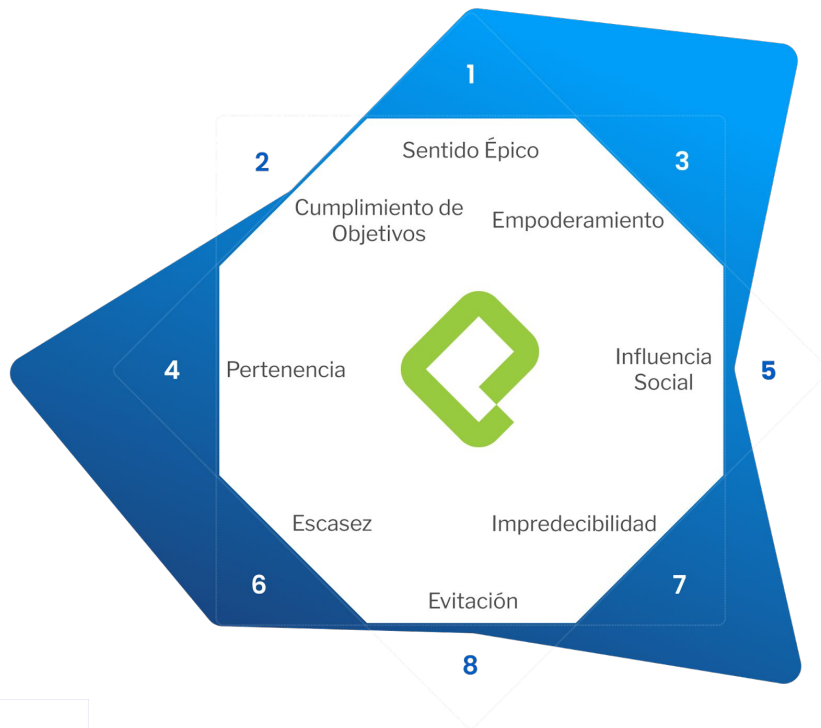 1
Sentido Épico
2
3
Cumplimiento de
Objetivos
Empoderamiento
4
Pertenencia
Influencia
Social
5
Escasez
Impredecibilidad
6
7
Evitación
8